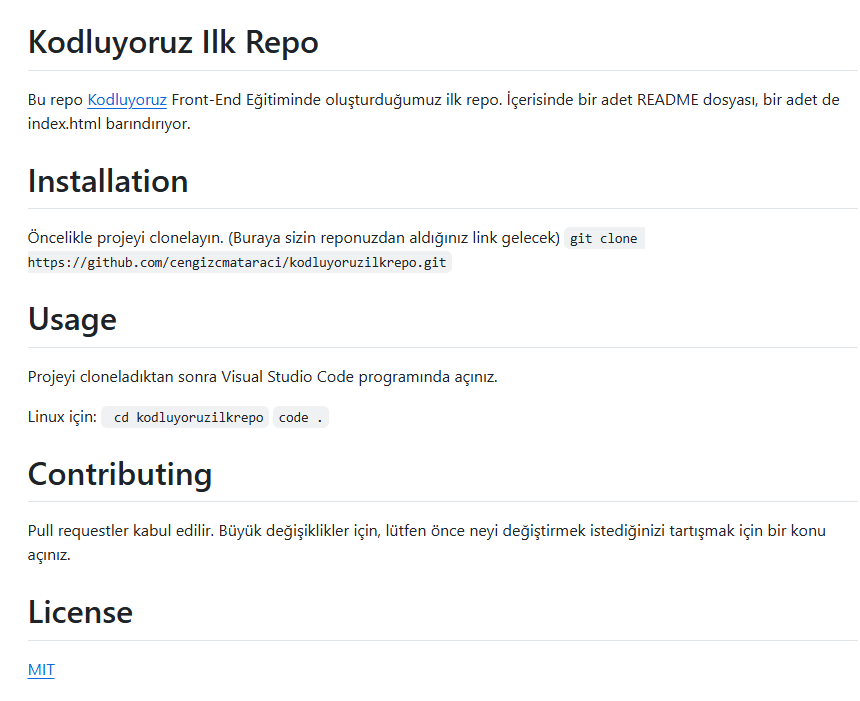 Kodluyoruz Ilk Repo
Bu repo Kodluyoruz Front-End Eğitiminde oluşturduğumuz ilk repo. İçerisinde bir adet README dosyası, bir adet de
index.html barındırıyor.
Installation
Öncelikle projeyi clonelayın. (Buraya sizin reponuzdan aldığınız link gelecek) git clone
https://github.com/cengizcmataraci/kodluyoruzilkrepo.git
Usage
Projeyi cloneladıktan sonra Visual Studio Code programında açınız.
Linux için: cd kodluyoruzilkrepo code .
Contributing
Pull requestler kabul edilir. Büyük değişiklikler için, lütfen önce neyi değiştirmek istediğinizi tartışmak için bir konu
açınız.
License
MIT